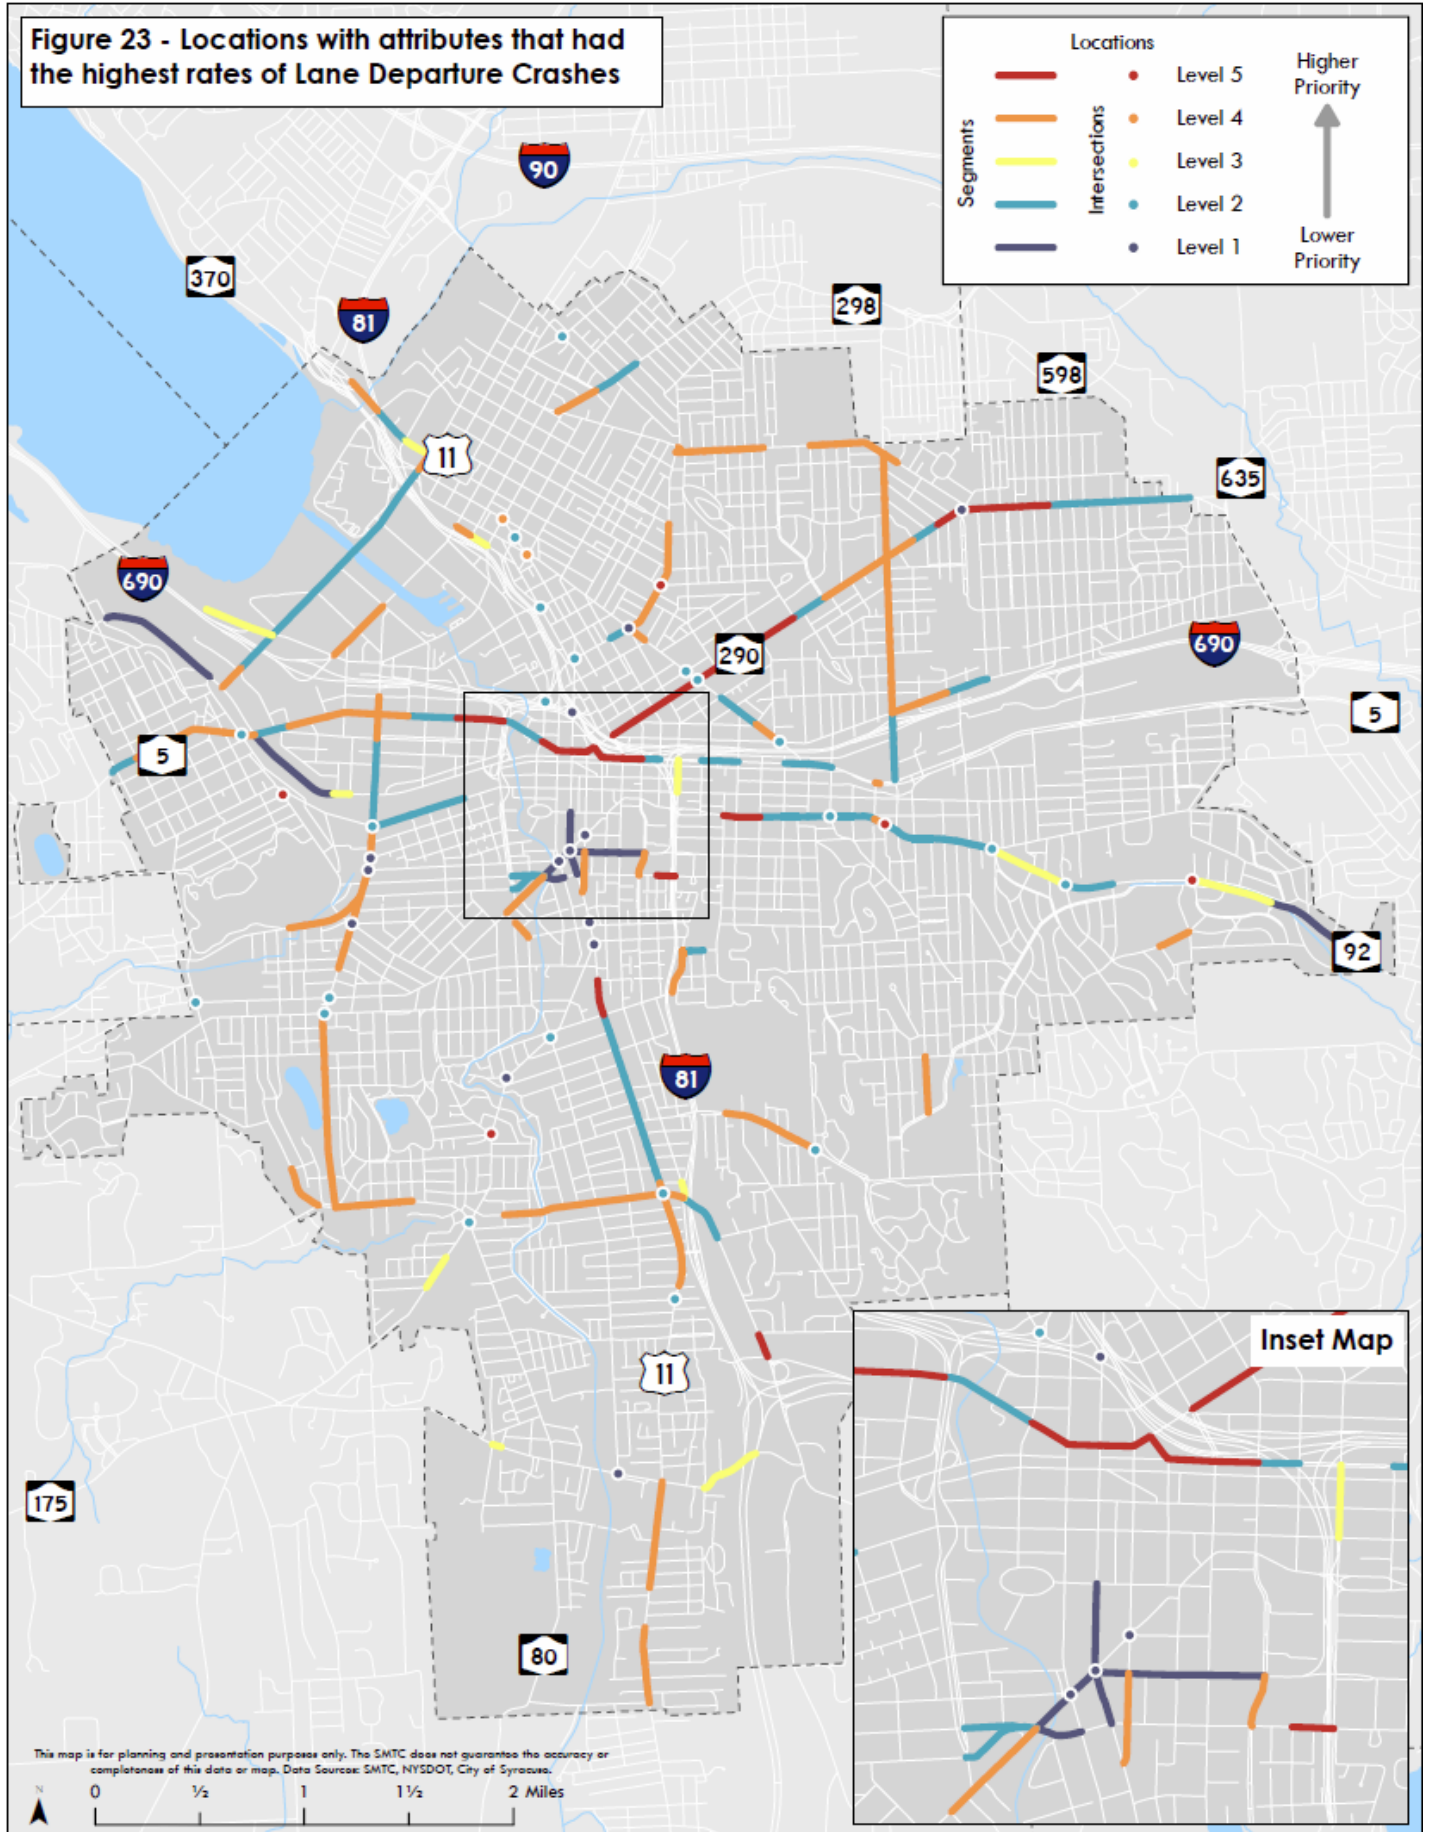 Figure 23 - Locations with attributes that had
the highest rates of Lane Departure Crashes
Locations
Segments
Intersections
Level 5
Level 4
Level 3
Level 2
Level 1
Higher
Priority
Lower
Priority
90
370
81
298
598
11
635
690
290
690
5
5
92
81
11
175
80
Inset Map
This map is for planning and presentation purposes only. The SMTC does not guarantee the accuracy or
completeness of this data or map. Data Sources: SMTC, NYSDOT, City of Syracuse.
N
0 ½ 1 1½ 2 Miles